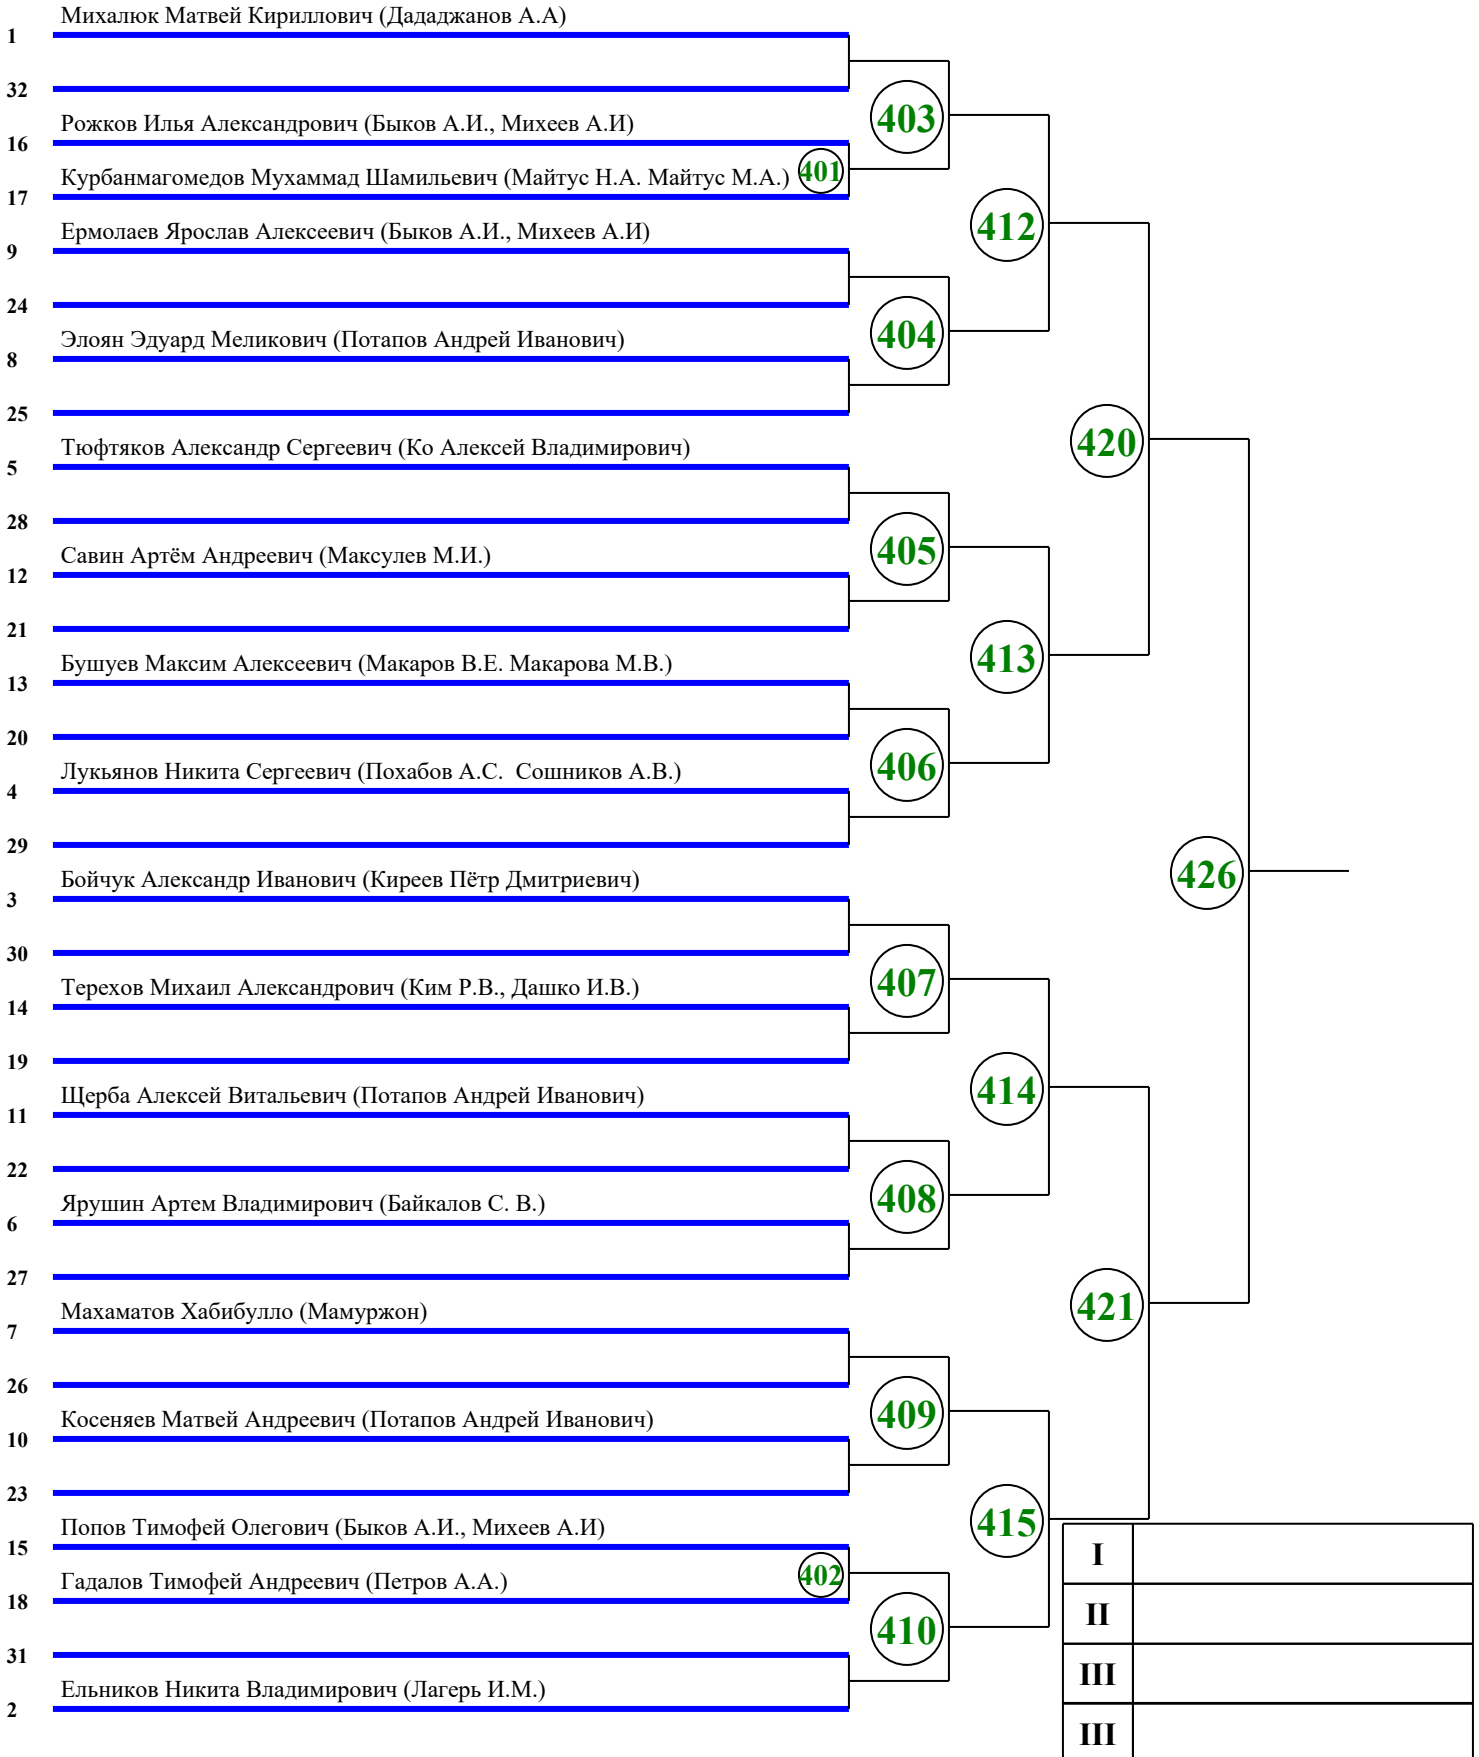 Михалюк Матвей Кириллович (Дададжанов А.А)
1
32
403
Рожков Илья Александрович (Быков А.И., Михеев А.И)
16
401
Курбанмагомедов Мухаммад Шамильевич (Майтус Н.А. Майтус М.А.)
17
412
Ермолаев Ярослав Алексеевич (Быков А.И., Михеев А.И)
9
24
404
Элоян Эдуард Меликович (Потапов Андрей Иванович)
8
25
420
Тюфтяков Александр Сергеевич (Ко Алексей Владимирович)
5
28
405
Савин Артём Андреевич (Максулев М.И.)
12
21
413
Бушуев Максим Алексеевич (Макаров В.Е. Макарова М.В.)
13
20
406
Лукьянов Никита Сергеевич (Похабов А.С.  Сошников А.В.)
4
29
426
Бойчук Александр Иванович (Киреев Пётр Дмитриевич)
3
30
407
Терехов Михаил Александрович (Ким Р.В., Дашко И.В.)
14
19
414
Щерба Алексей Витальевич (Потапов Андрей Иванович)
11
22
408
Ярушин Артем Владимирович (Байкалов С. В.)
6
27
421
Махаматов Хабибулло (Мамуржон)
7
26
409
Косеняев Матвей Андреевич (Потапов Андрей Иванович)
10
23
415
Попов Тимофей Олегович (Быков А.И., Михеев А.И)
15
I
402
Гадалов Тимофей Андреевич (Петров А.А.)
18
II
410
31
III
Ельников Никита Владимирович (Лагерь И.М.)
2
III